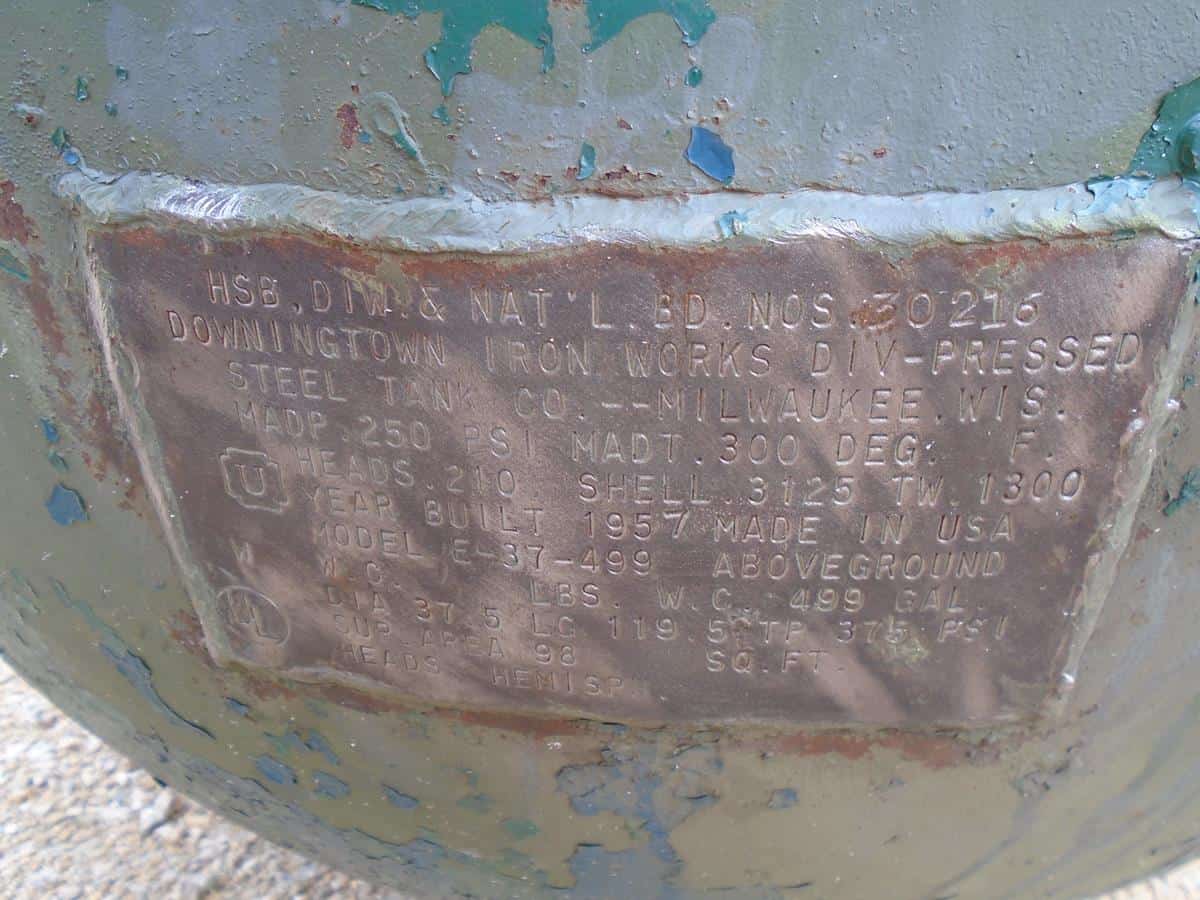 HSB, DIW. & NAT'L. BD. NOS. 30216
DOWNINGTOWN IRON WORKS DIV-PRESSED
STEEL TANK CO.--MILWAUKEE, WIS.
MADP. 250 PSI MADT. 300 DEG. F.
U HEADS .210 SHELL .3125 TW. 1300
YEAR BUILT 1957 MADE IN USA
W MODEL E-37-499 ABOVEGROUND
W.C. LBS. W.C. 499 GAL.
UL DIA 37.5 LG 119.5 TP 375 PSI
SUR-AREA 98 SQ.FT.
HEADS HEMISP